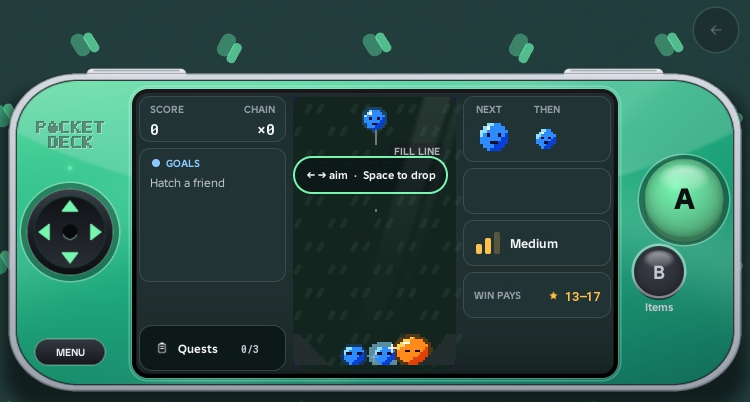 POCKET
DECK
SCORE CHAIN
0 ×0
GOALS
Hatch a friend
Quests 0/3
MENU
FILL LINE
←→ aim · Space to drop
NEXT THEN
Medium
WIN PAYS ★ 13–17
A
B
Items
←